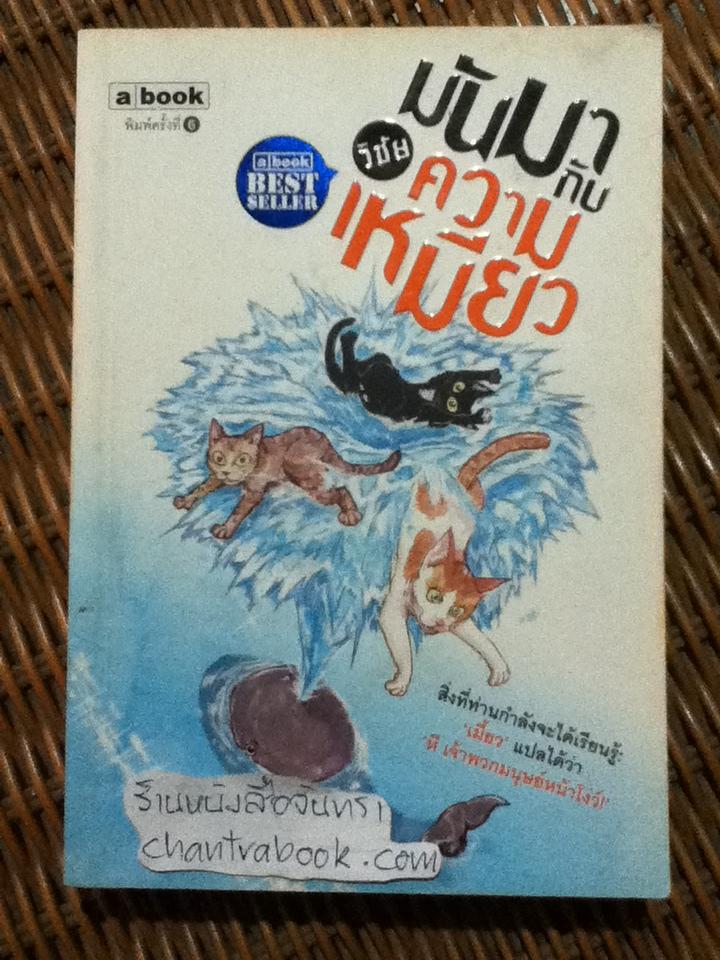 a book
พิมพ์ครั้งที่ 6
a book
BEST
SELLER
มันมา
กับ
วิชัย
ความ
เหมียว
สิ่งที่ท่านกำลังจะได้เรียนรู้:
'เมี้ยว' แปลได้ว่า
'หึ เจ้าพวกมนุษย์หน้าโง่ว์!'
ร้านหนังสือจันทรา
chantrabook.com